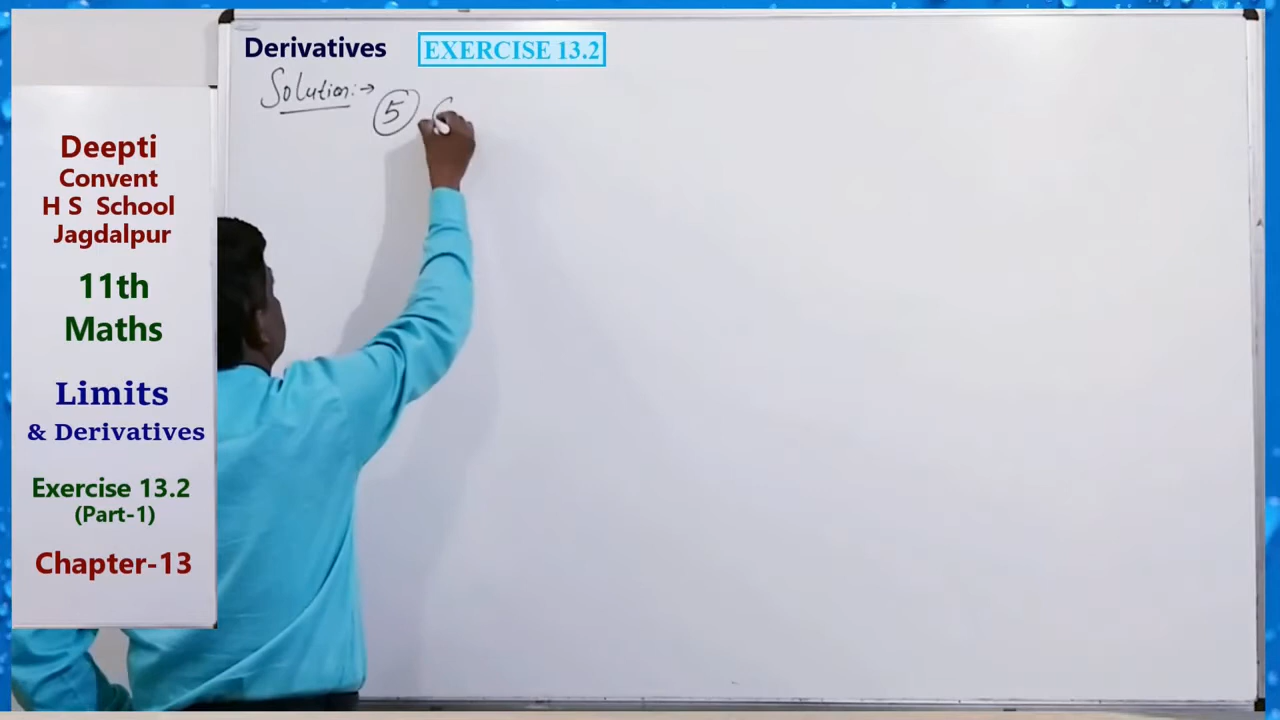 Derivatives EXERCISE 13.2
Solution :→
⑤ (
Deepti
Convent
H S School
Jagdalpur
11th
Maths
Limits
& Derivatives
Exercise 13.2
(Part-1)
Chapter-13